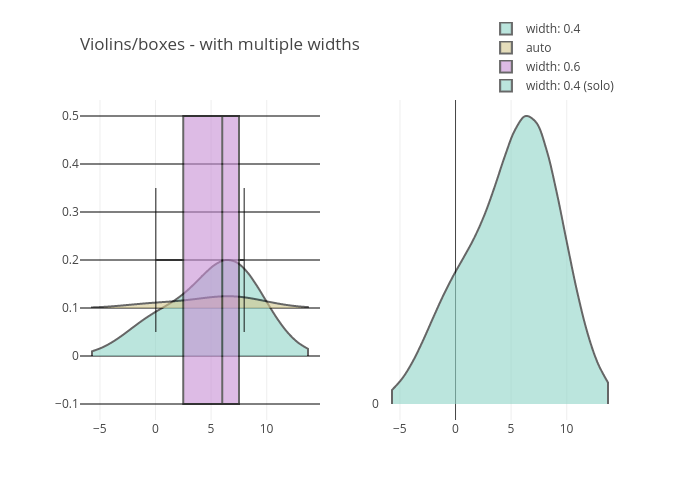 Violins/boxes - with multiple widths
width: 0.4
auto
width: 0.6
width: 0.4 (solo)
0.5
0.4
0.3
0.2
0.1
0
−0.1
−5 0 5 10
0
−5 0 5 10